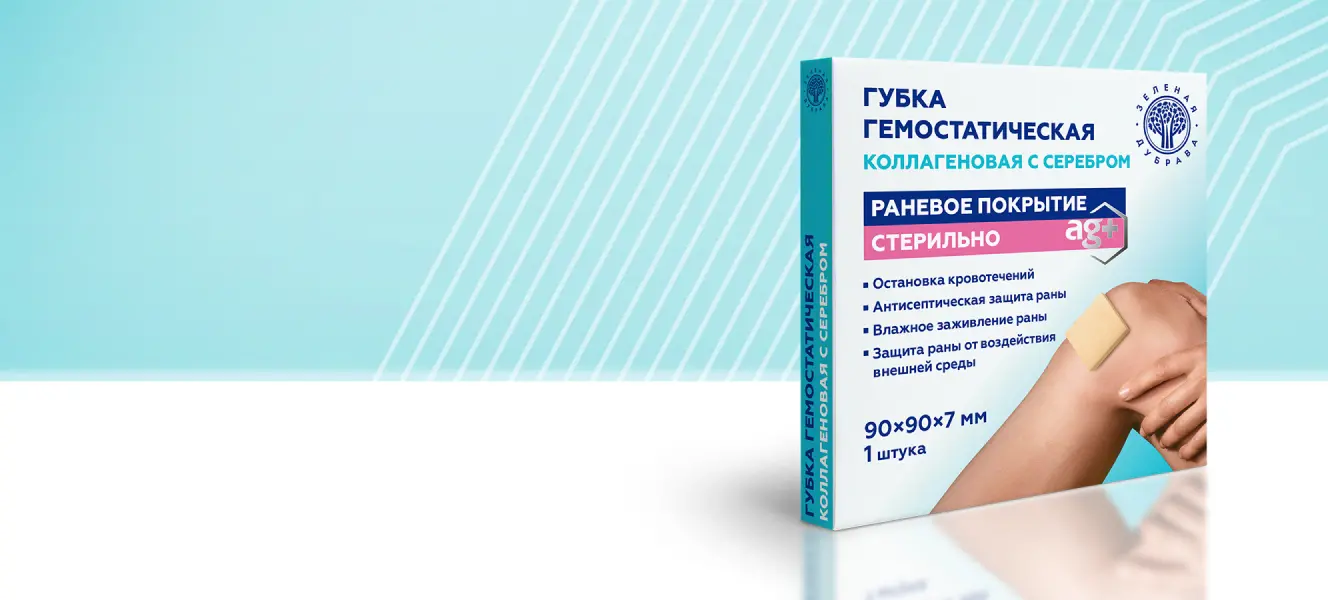 ГУБКА
ГЕМОСТАТИЧЕСКАЯ
КОЛЛАГЕНОВАЯ С СЕРЕБРОМ
ЗЕЛЕНАЯ ДУБРАВА
РАНЕВОЕ ПОКРЫТИЕ
СТЕРИЛЬНО
ag+
▪ Остановка кровотечений
▪ Антисептическая защита раны
▪ Влажное заживление раны
▪ Защита раны от воздействия
внешней среды
90×90×7 мм
1 штука
ГУБКА ГЕМОСТАТИЧЕСКАЯ
КОЛЛАГЕНОВАЯ С СЕРЕБРОМ